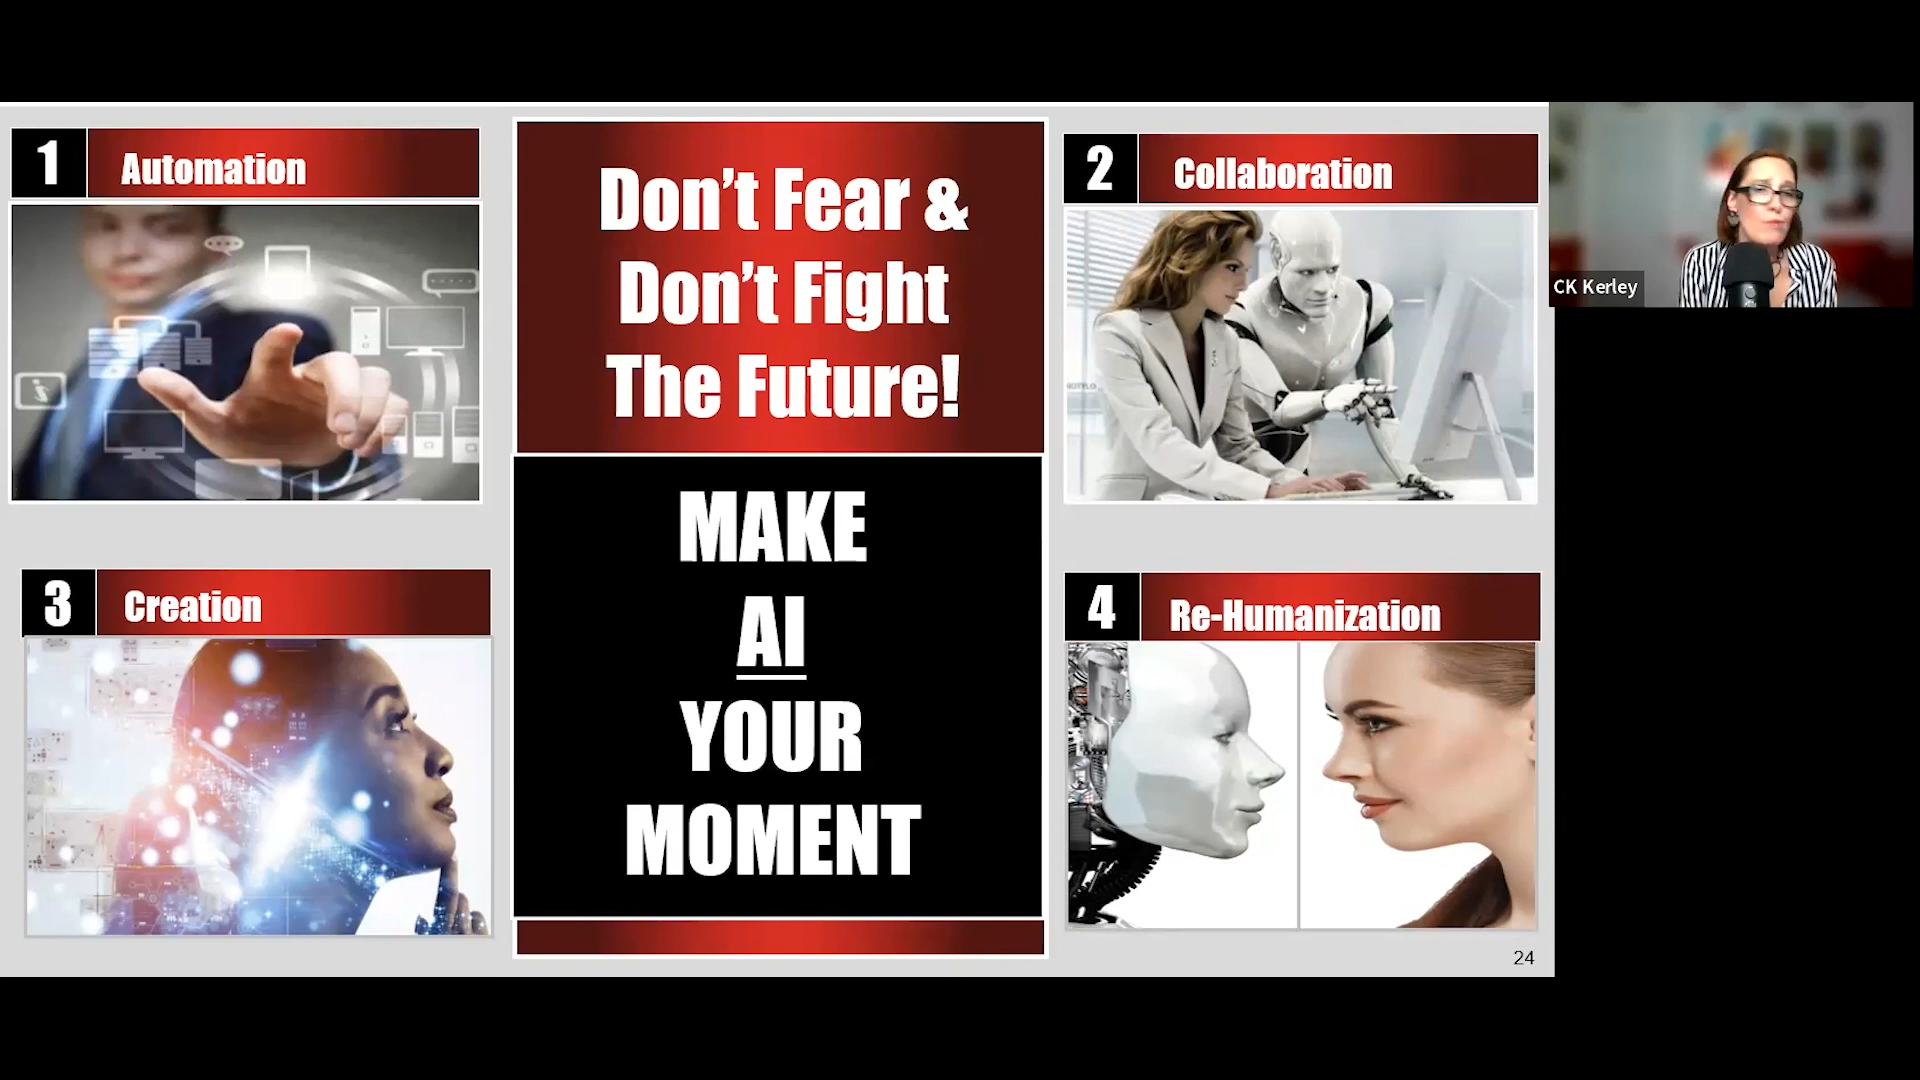 1 Automation
Don't Fear &
Don't Fight
The Future!
2 Collaboration
CK Kerley
MAKE
AI
YOUR
MOMENT
3 Creation
4 Re-Humanization
24